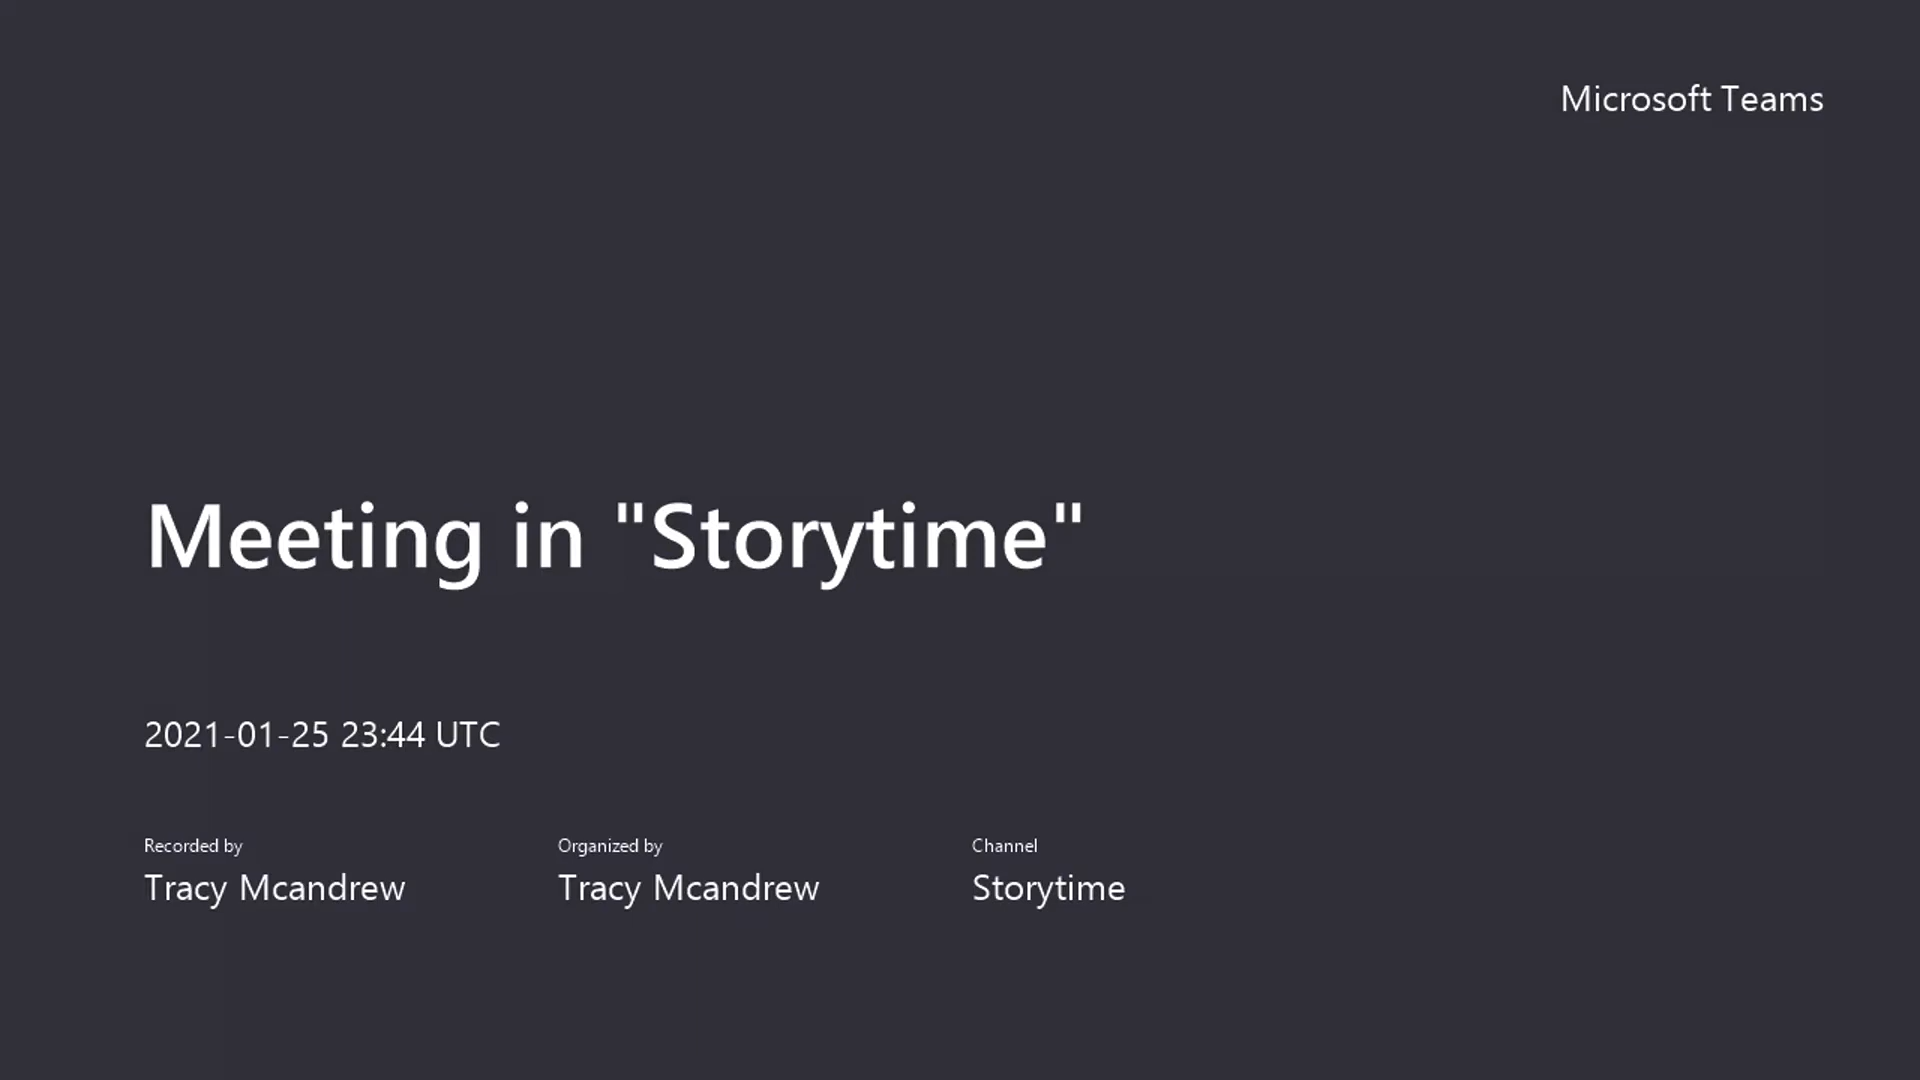 Microsoft Teams
Meeting in "Storytime"
2021-01-25 23:44 UTC
Recorded by
Tracy Mcandrew
Organized by
Tracy Mcandrew
Channel
Storytime